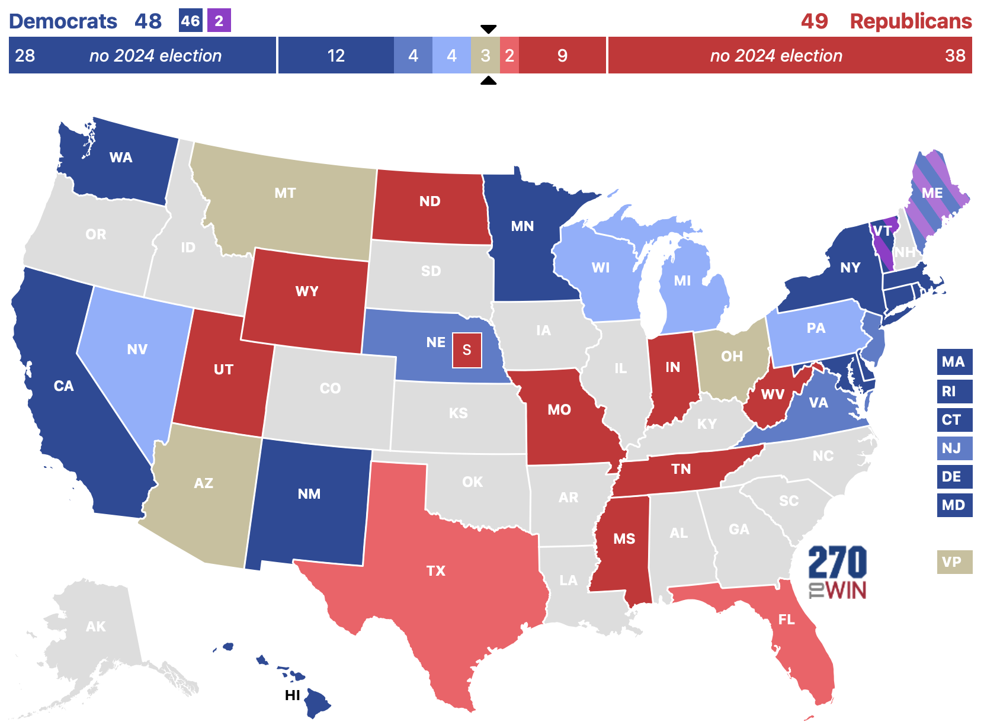 Democrats 48 46 2
49 Republicans
28 no 2024 election 12 4 4 3 2 9 no 2024 election 38
WA
MT
ND
MN
ME
OR
ID
VT
NH
SD
WI
MI
NY
WY
IA
PA
NV
NE
S
IL
IN
OH
MA
UT
CA
CO
MO
WV
VA
RI
KS
KY
CT
NC
NJ
AZ
NM
OK
TN
DE
AR
SC
MD
MS
AL
GA
TX
LA
270
TO WIN
VP
AK
FL
HI